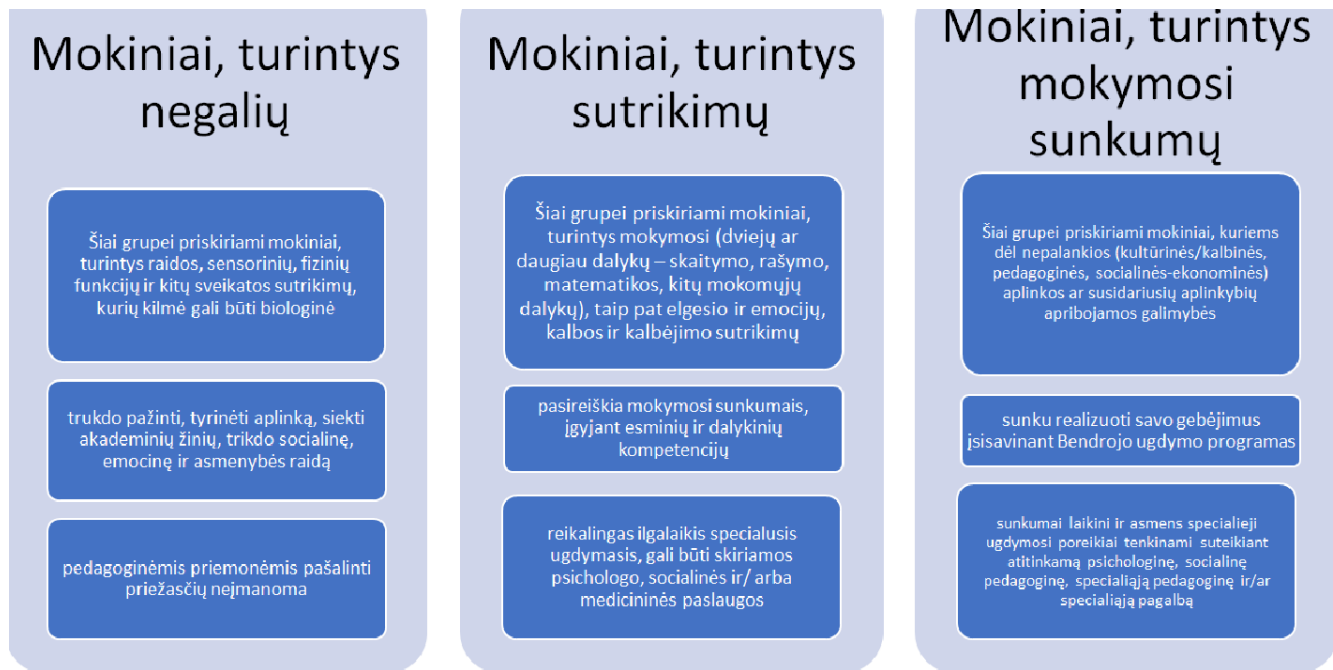 Mokiniai, turintys
negalių
Šiai grupei priskiriami mokiniai,
turintys raidos, sensorinių, fizinių
funkcijų ir kitų sveikatos sutrikimų,
kurių kilmė gali būti biologinė
trukdo pažinti, tyrinėti aplinką, siekti
akademinių žinių, trikdo socialinę,
emocinę ir asmenybės raidą
pedagoginėmis priemonėmis pašalinti
priežasčių neįmanoma
Mokiniai, turintys
sutrikimų
Šiai grupei priskiriami mokiniai,
turintys mokymosi (dviejų ar
daugiau dalykų – skaitymo, rašymo,
matematikos, kitų mokomųjų
dalykų), taip pat elgesio ir emocijų,
kalbos ir kalbėjimo sutrikimų
pasireiškia mokymosi sunkumais,
įgyjant esminių ir dalykinių
kompetencijų
reikalingas ilgalaikis specialusis
ugdymasis, gali būti skiriamos
psichologo, socialinės ir/ arba
medicininės paslaugos
Mokiniai, turintys
mokymosi
sunkumų
Šiai grupei priskiriami mokiniai, kuriems
dėl nepalankios (kultūrinės/kalbinės,
pedagoginės, socialinės-ekonominės)
aplinkos ar susidariusių aplinkybių
apribojamos galimybės
sunku realizuoti savo gebėjimus
įsisavinant Bendrojo ugdymo programas
sunkumai laikini ir asmens specialieji
ugdymosi poreikiai tenkinami suteikiant
atitinkamą psichologinę, socialinę
pedagoginę, specialiąją pedagoginę ir/ar
specialiąją pagalbą